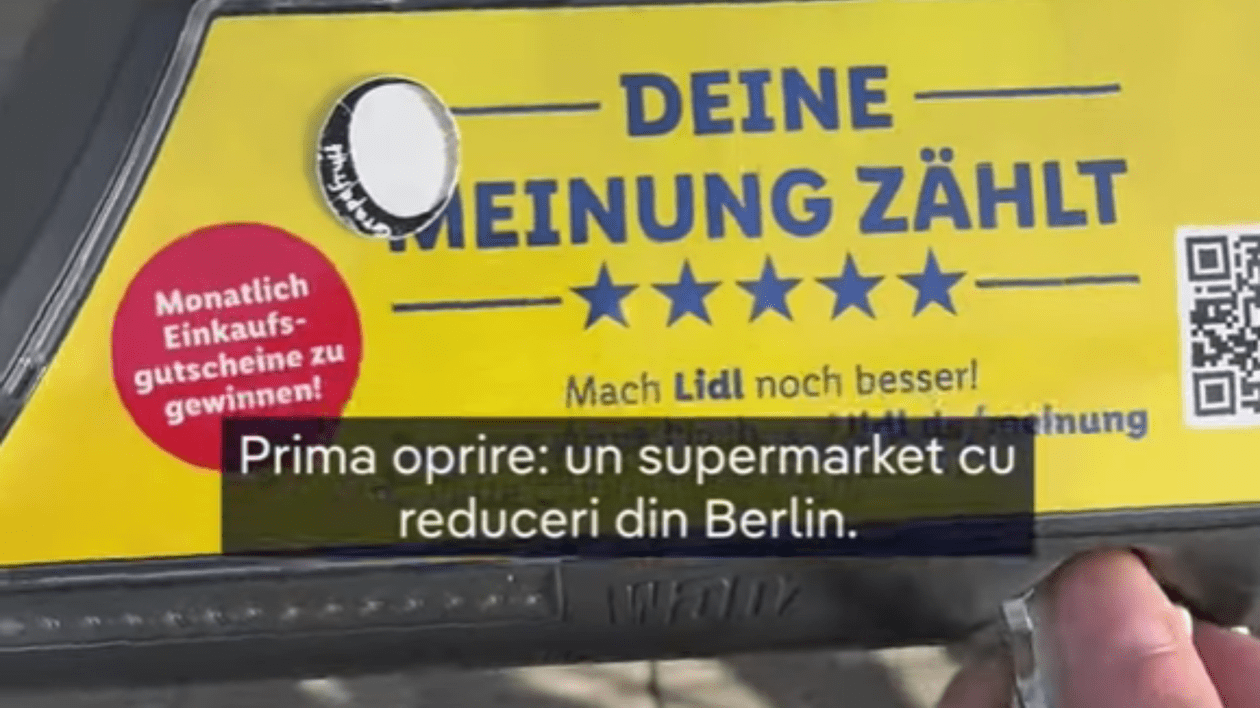 DEINE
MEINUNG ZÄHLT
Monatlich
Einkaufs-
gutscheine zu
gewinnen!
Mach Lidl noch besser!
meinung
Prima oprire: un supermarket cu
reduceri din Berlin.